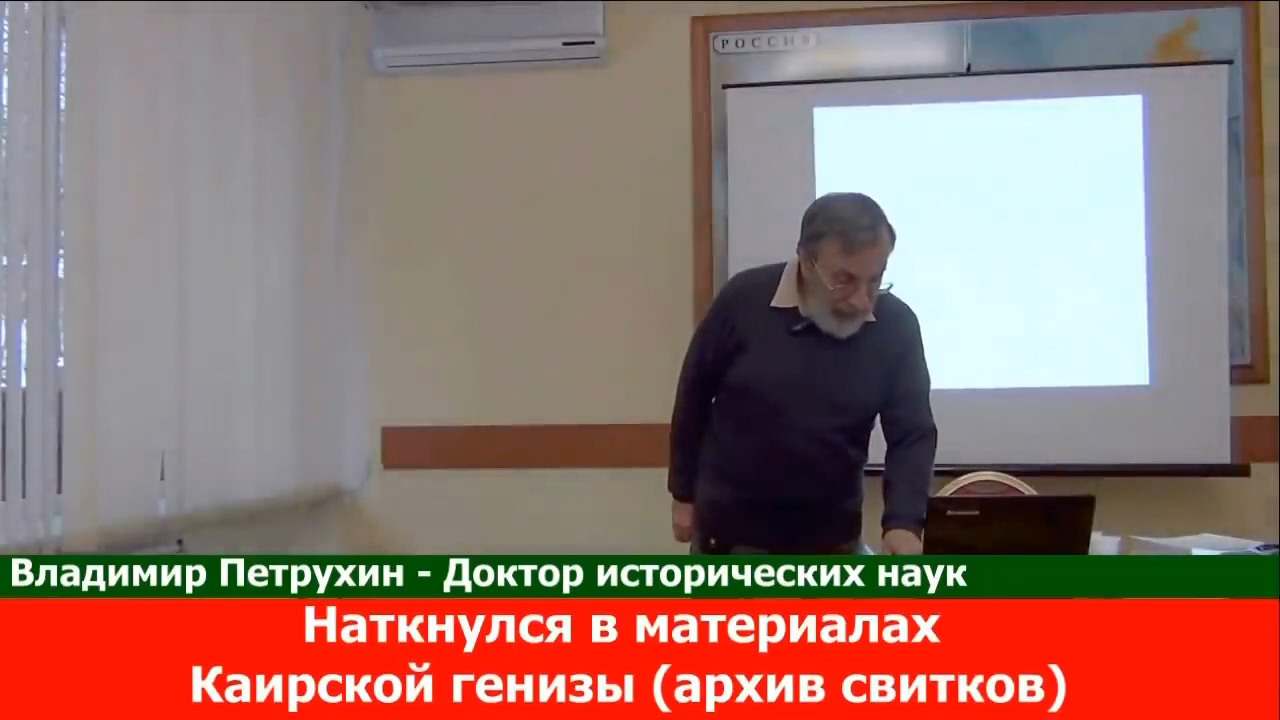 РОССИЯ
Владимир Петрухин - Доктор исторических наук
Наткнулся в материалах
Каирской генизы (архив свитков)